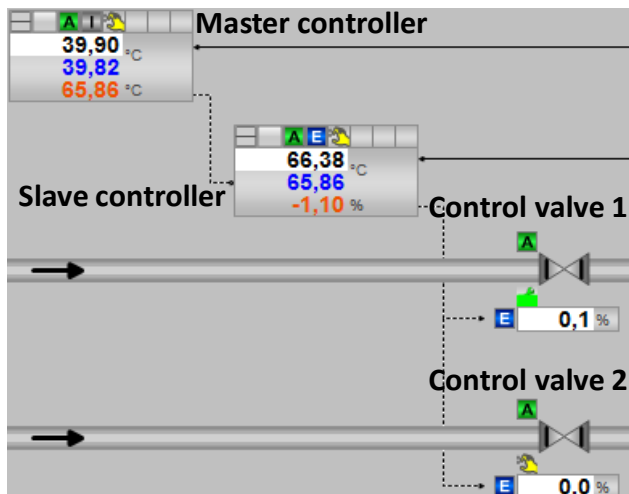 A I Master controller
39,90 °C
39,82
65,86 °C
A E
66,38 °C
65,86
Slave controller
-1,10 %
Control valve 1
A
E 0,1 %
Control valve 2
A
E 0,0 %